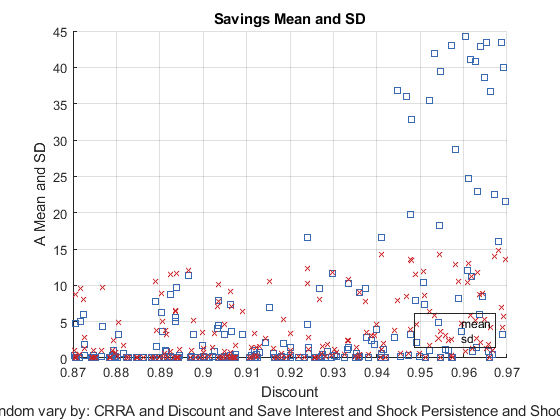 Savings Mean and SD
45
40
35
30
25
20
15
10
5
0
A Mean and SD
mean
sd
0.87 0.88 0.89 0.9 0.91 0.92 0.93 0.94 0.95 0.96 0.97
Discount
ndom vary by: CRRA and Discount and Save Interest and Shock Persistence and Sho